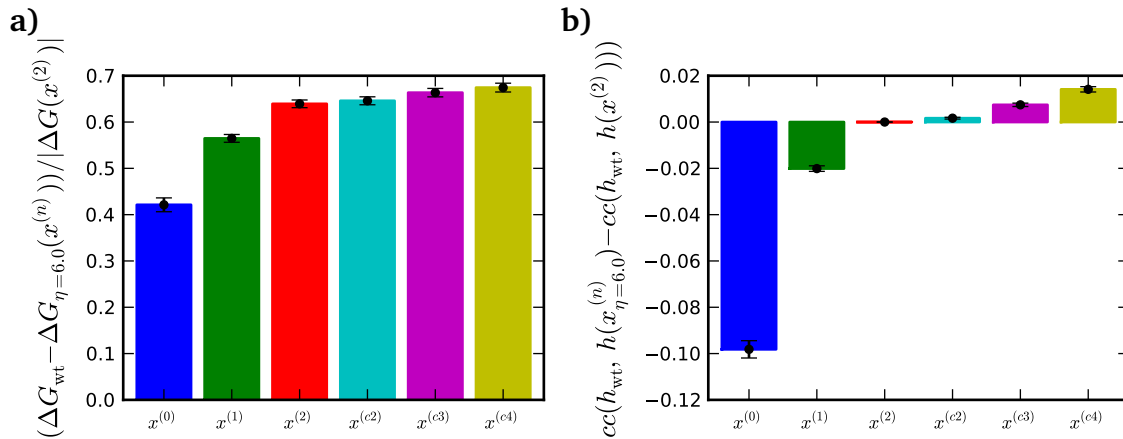 a)
(ΔG_wt − ΔG_{η=6.0}(x^{(n)}))/|ΔG(x^{(2)})|
0.7
0.6
0.5
0.4
0.3
0.2
0.1
0.0
x^{(0)} x^{(1)} x^{(2)} x^{(c2)} x^{(c3)} x^{(c4)}
b)
cc(h_wt, h(x^{(n)}_{η=6.0}) − cc(h_wt, h(x^{(2)})))
0.02
0.00
−0.02
−0.04
−0.06
−0.08
−0.10
−0.12
x^{(0)} x^{(1)} x^{(2)} x^{(c2)} x^{(c3)} x^{(c4)}